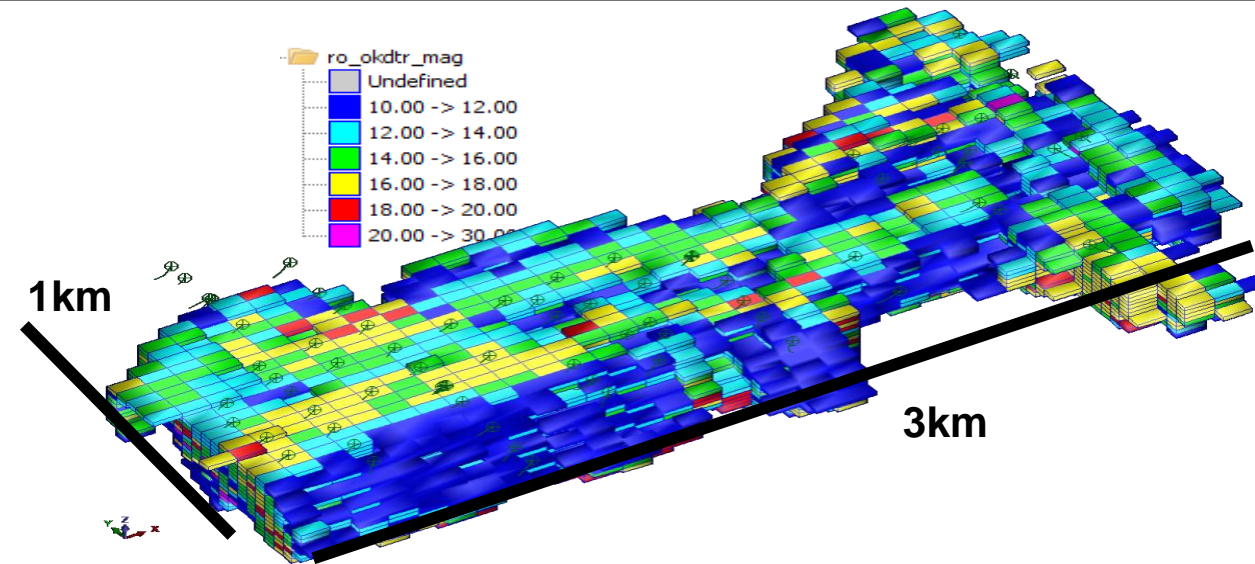 ro_okdtr_mag
Undefined
10.00 -> 12.00
12.00 -> 14.00
14.00 -> 16.00
16.00 -> 18.00
18.00 -> 20.00
20.00 -> 30.00
1km
3km
Y Z X